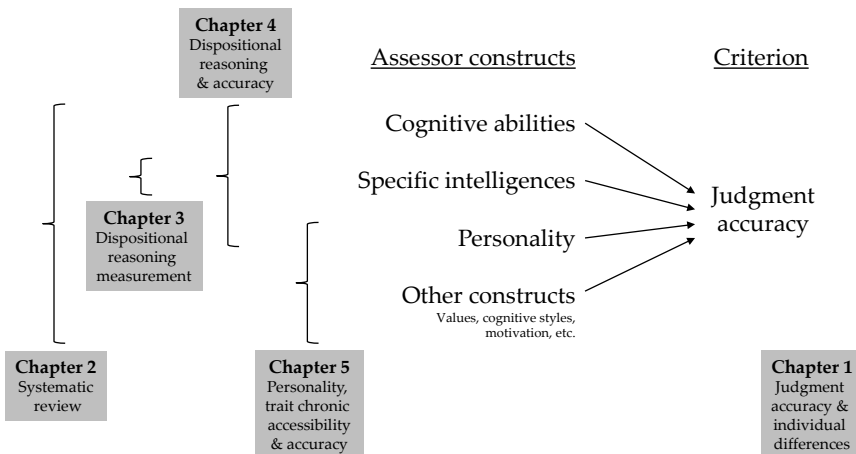 Chapter 4
Dispositional
reasoning
& accuracy
Assessor constructs
Criterion
Cognitive abilities
Specific intelligences
Personality
Other constructs
Values, cognitive styles,
motivation, etc.
Judgment
accuracy
Chapter 3
Dispositional
reasoning
measurement
Chapter 2
Systematic
review
Chapter 5
Personality,
trait chronic
accessibility
& accuracy
Chapter 1
Judgment
accuracy &
individual
differences